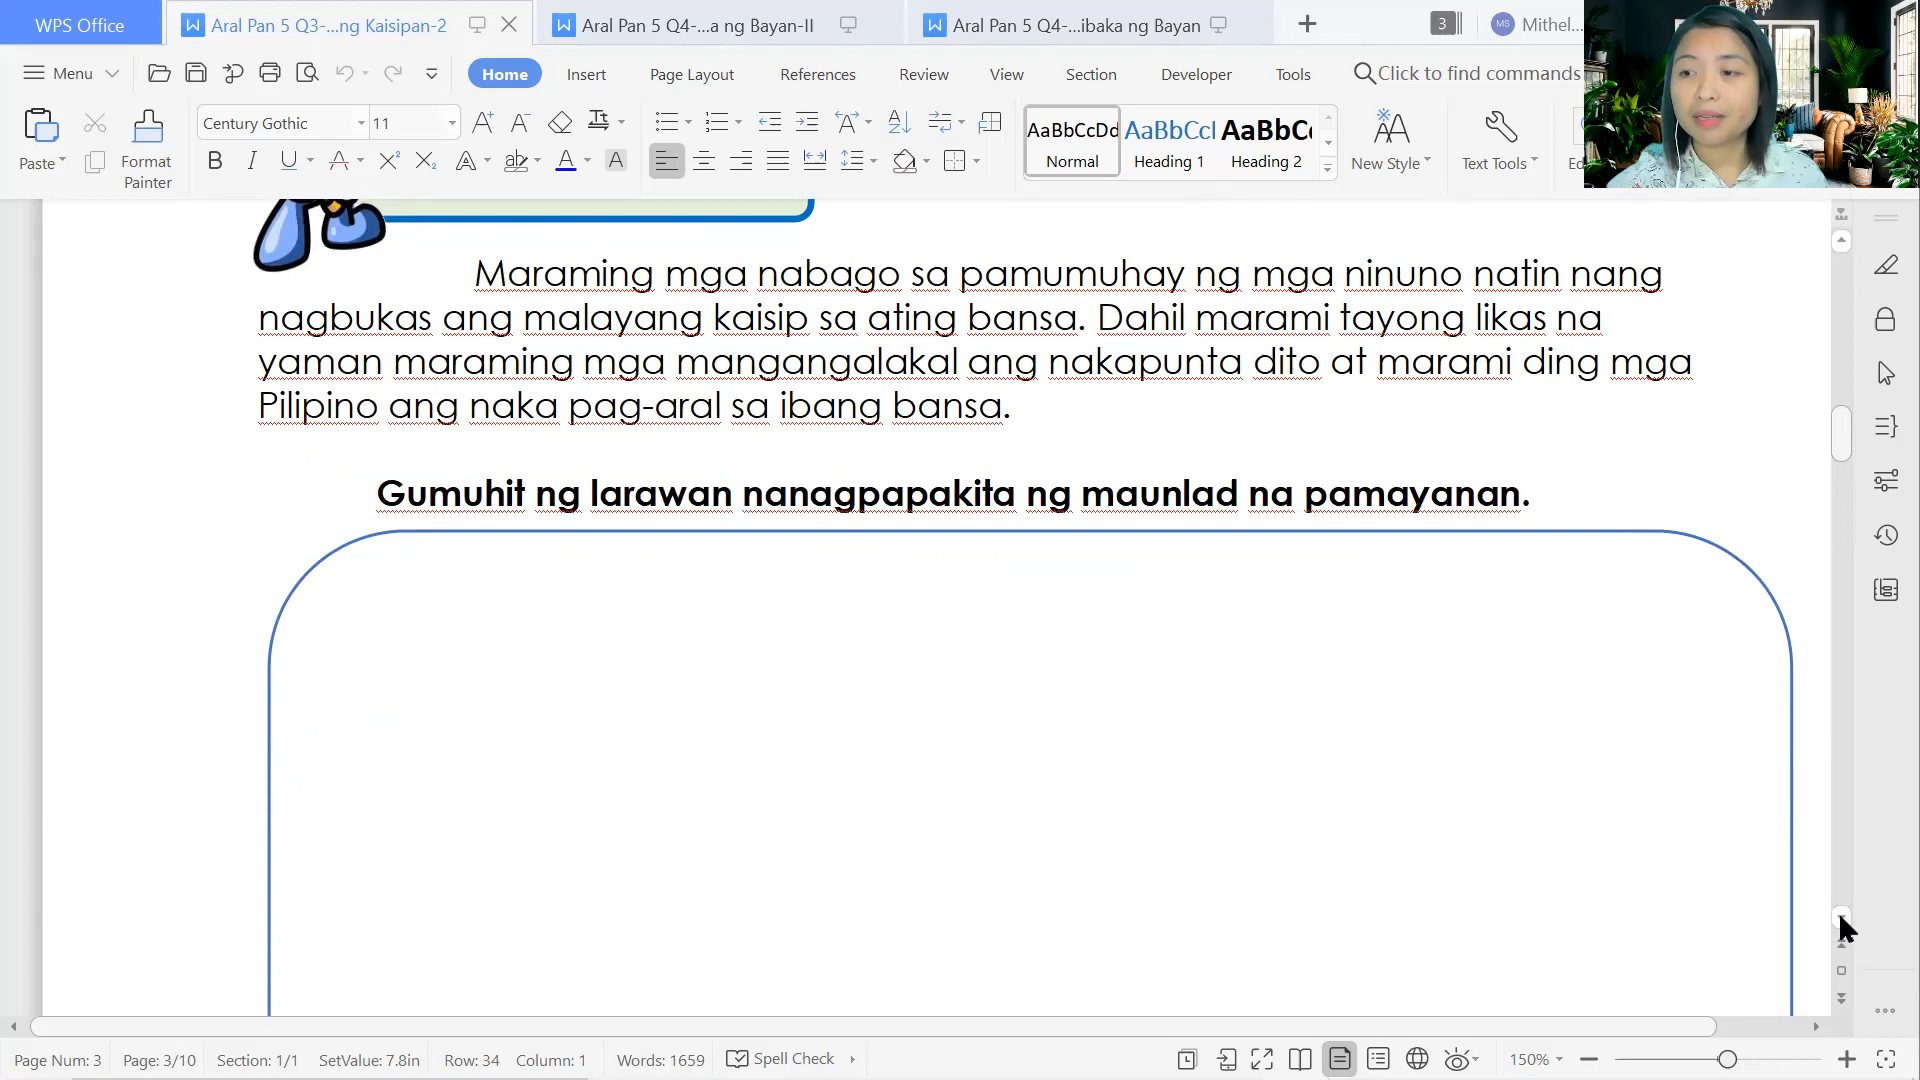 WPS Office
Aral Pan 5 Q3-...ng Kaisipan-2
Aral Pan 5 Q4-...a ng Bayan-II
Aral Pan 5 Q4-...ibaka ng Bayan
3
MS
Mithel...
Menu
Home
Insert
Page Layout
References
Review
View
Section
Developer
Tools
Click to find commands
Paste
Format
Painter
Century Gothic
11
AaBbCcDd
Normal
AaBbCcI
Heading 1
AaBbCc
Heading 2
New Style
Text Tools
Maraming mga nabago sa pamumuhay ng mga ninuno natin nang
nagbukas ang malayang kaisip sa ating bansa. Dahil marami tayong likas na
yaman maraming mga mangangalakal ang nakapunta dito at marami ding mga
Pilipino ang naka pag-aral sa ibang bansa.
Gumuhit ng larawan nanagpapakita ng maunlad na pamayanan.
Page Num: 3
Page: 3/10
Section: 1/1
SetValue: 7.8in
Row: 34
Column: 1
Words: 1659
Spell Check
150%